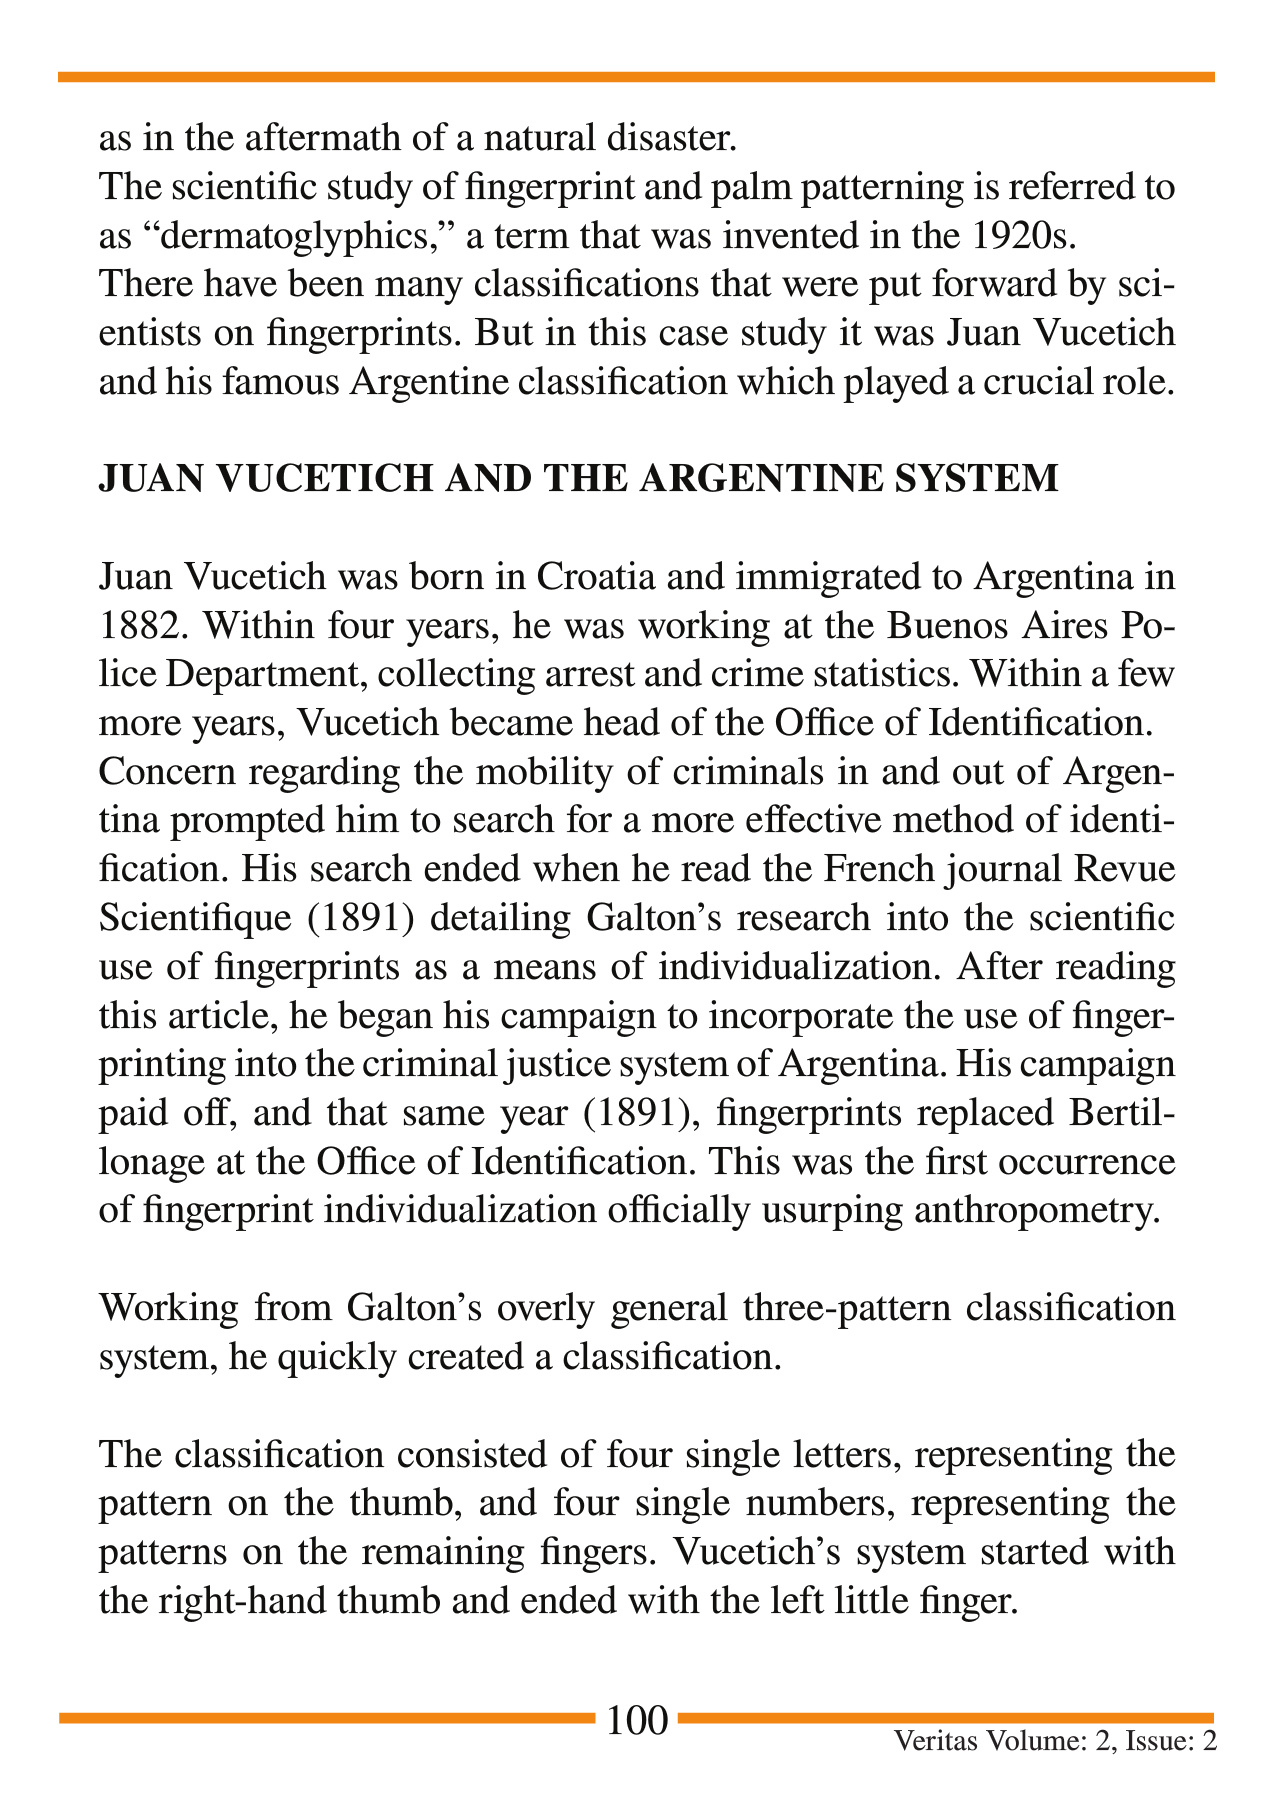 as in the aftermath of a natural disaster.
The scientific study of fingerprint and palm patterning is referred to
as “dermatoglyphics,” a term that was invented in the 1920s.
There have been many classifications that were put forward by sci-
entists on fingerprints. But in this case study it was Juan Vucetich
and his famous Argentine classification which played a crucial role.
JUAN VUCETICH AND THE ARGENTINE SYSTEM
Juan Vucetich was born in Croatia and immigrated to Argentina in
1882. Within four years, he was working at the Buenos Aires Po-
lice Department, collecting arrest and crime statistics. Within a few
more years, Vucetich became head of the Office of Identification.
Concern regarding the mobility of criminals in and out of Argen-
tina prompted him to search for a more effective method of identi-
fication. His search ended when he read the French journal Revue
Scientifique (1891) detailing Galton’s research into the scientific
use of fingerprints as a means of individualization. After reading
this article, he began his campaign to incorporate the use of finger-
printing into the criminal justice system of Argentina. His campaign
paid off, and that same year (1891), fingerprints replaced Bertil-
lonage at the Office of Identification. This was the first occurrence
of fingerprint individualization officially usurping anthropometry.
Working from Galton’s overly general three-pattern classification
system, he quickly created a classification.
The classification consisted of four single letters, representing the
pattern on the thumb, and four single numbers, representing the
patterns on the remaining fingers. Vucetich’s system started with
the right-hand thumb and ended with the left little finger.
100
Veritas Volume: 2, Issue: 2